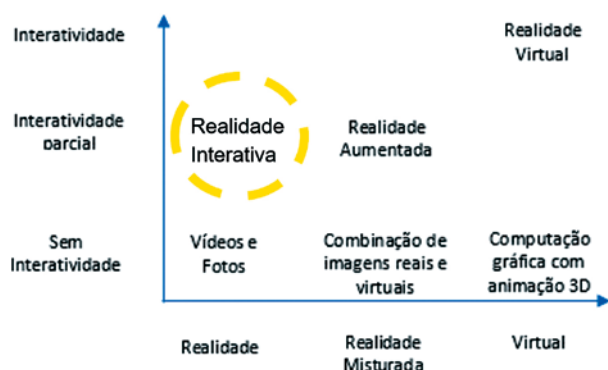 Interatividade
Realidade
Virtual
Interatividade
parcial
Realidade
Interativa
Realidade
Aumentada
Sem
Interatividade
Vídeos e
Fotos
Combinação de
imagens reais e
virtuais
Computação
gráfica com
animação 3D
Realidade
Realidade
Misturada
Virtual